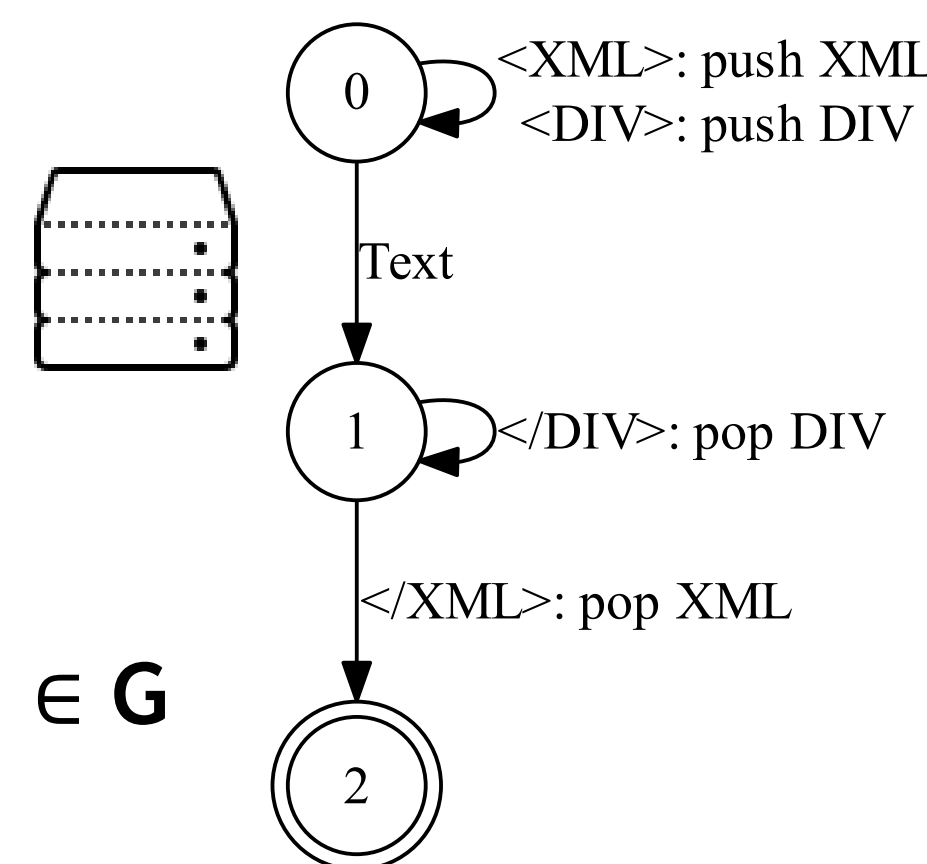 0
<XML>: push XML
<DIV>: push DIV
Text
1
</DIV>: pop DIV
</XML>: pop XML
∈ G
2